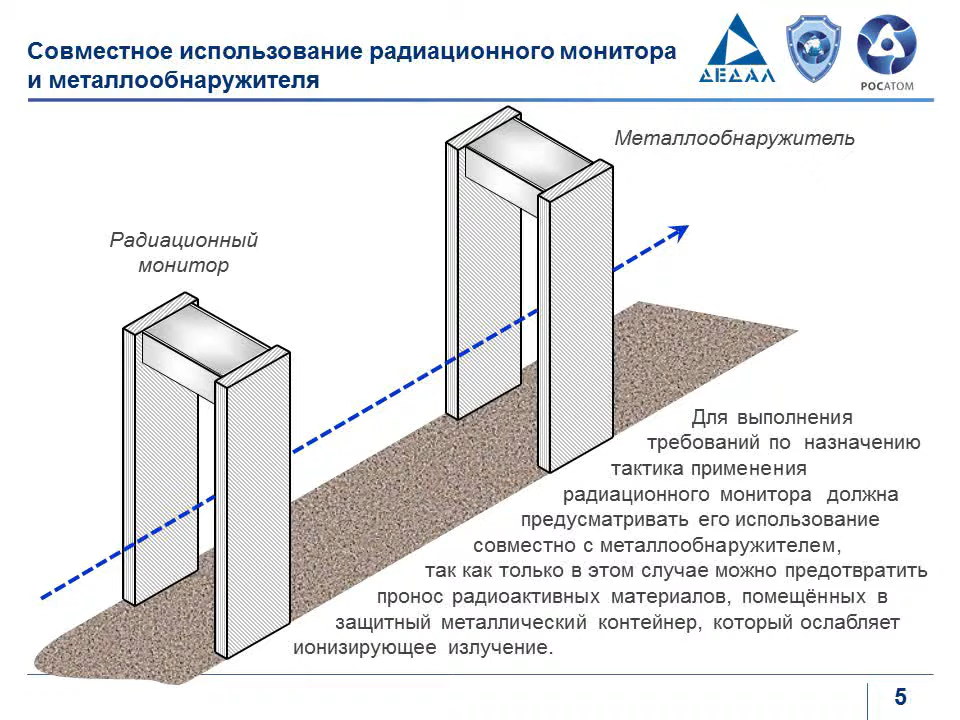 Совместное использование радиационного монитора
и металлообнаружителя
ДЕДАЛ
РОСАТОМ
Металлообнаружитель
Радиационный
монитор
Для выполнения
требований по назначению
тактика применения
радиационного монитора должна
предусматривать его использование
совместно с металлообнаружителем,
так как только в этом случае можно предотвратить
пронос радиоактивных материалов, помещённых в
защитный металлический контейнер, который ослабляет
ионизирующее излучение.
5